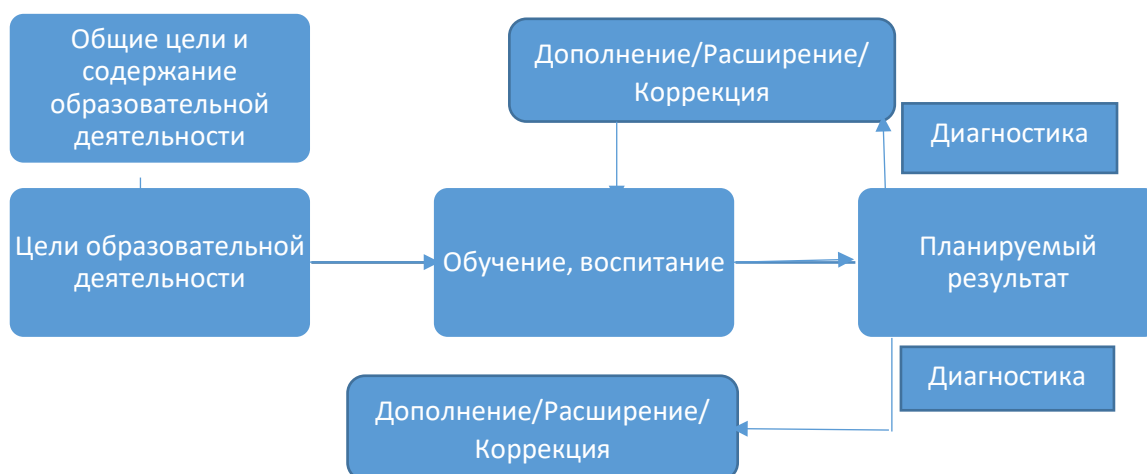 Общие цели и
содержание
образовательной
деятельности
Дополнение/Расширение/
Коррекция
Диагностика
Цели образовательной
деятельности
Обучение, воспитание
Планируемый
результат
Диагностика
Дополнение/Расширение/
Коррекция